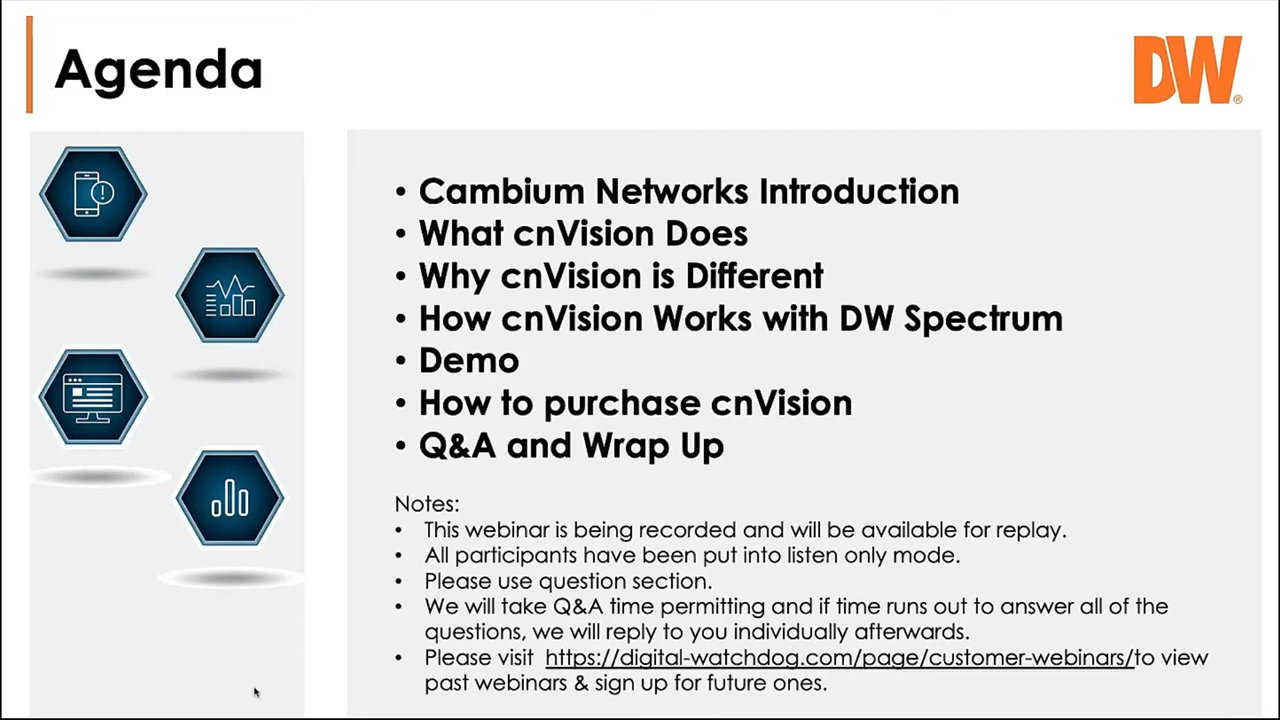 Agenda
DW®
• Cambium Networks Introduction
• What cnVision Does
• Why cnVision is Different
• How cnVision Works with DW Spectrum
• Demo
• How to purchase cnVision
• Q&A and Wrap Up
Notes:
• This webinar is being recorded and will be available for replay.
• All participants have been put into listen only mode.
• Please use question section.
• We will take Q&A time permitting and if time runs out to answer all of the
questions, we will reply to you individually afterwards.
• Please visit https://digital-watchdog.com/page/customer-webinars/to view
past webinars & sign up for future ones.